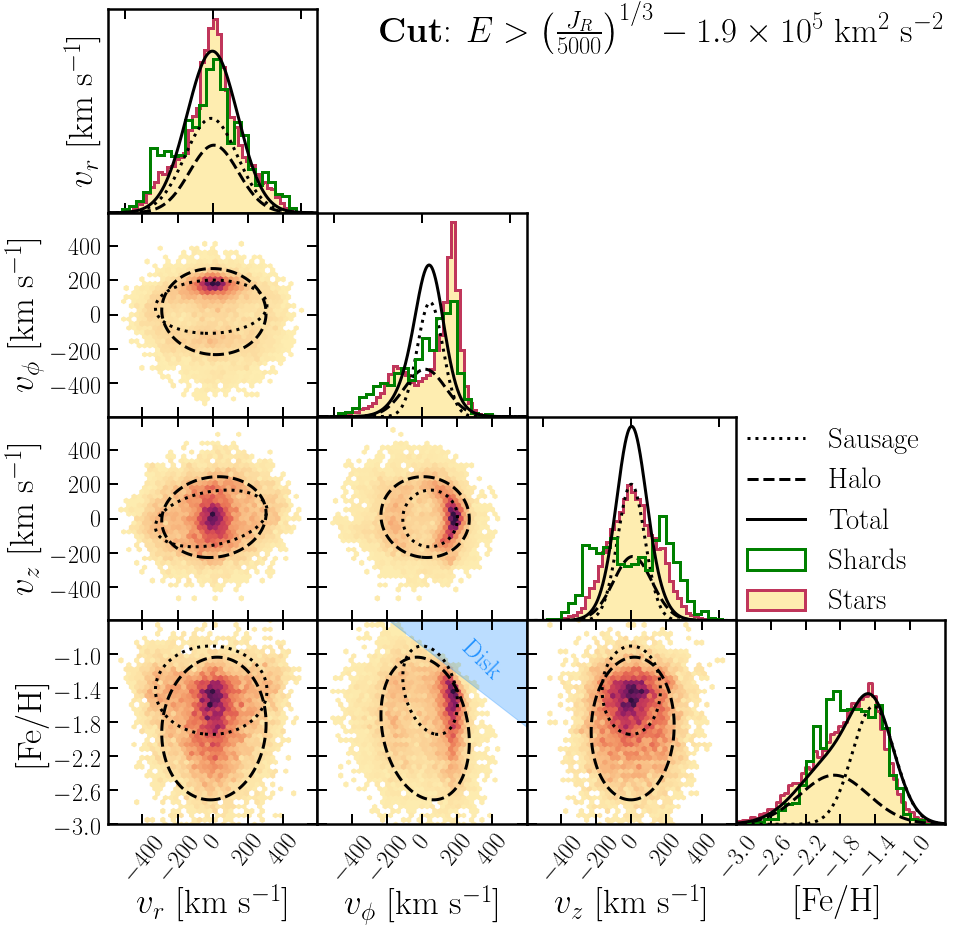 Cut: E > (J_R/5000)^{1/3} − 1.9 × 10^5 km^2 s^{−2}
v_r [km s^{−1}]
v_ϕ [km s^{−1}]
400
200
0
−200
−400
v_z [km s^{−1}]
400
200
0
−200
−400
Sausage
Halo
Total
Shards
Stars
[Fe/H]
−1.0
−1.4
−1.8
−2.2
−2.6
−3.0
Disk
−400 −200 0 200 400
−400 −200 0 200 400
−400 −200 0 200 400
−3.0 −2.6 −2.2 −1.8 −1.4 −1.0
v_r [km s^{−1}]
v_ϕ [km s^{−1}]
v_z [km s^{−1}]
[Fe/H]